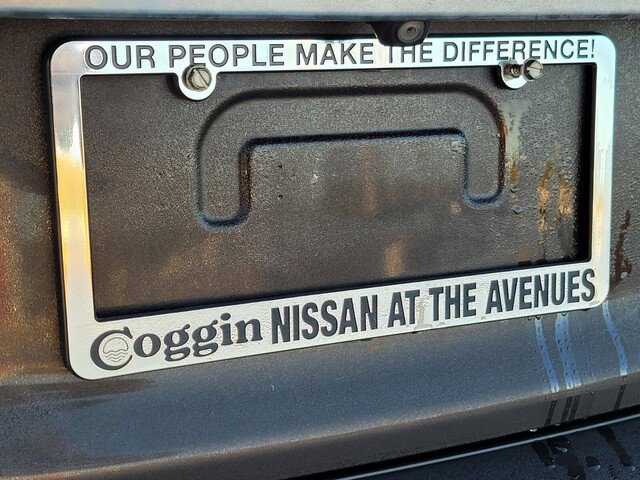 OUR PEOPLE MAKE THE DIFFERENCE!
Coggin NISSAN AT THE AVENUES